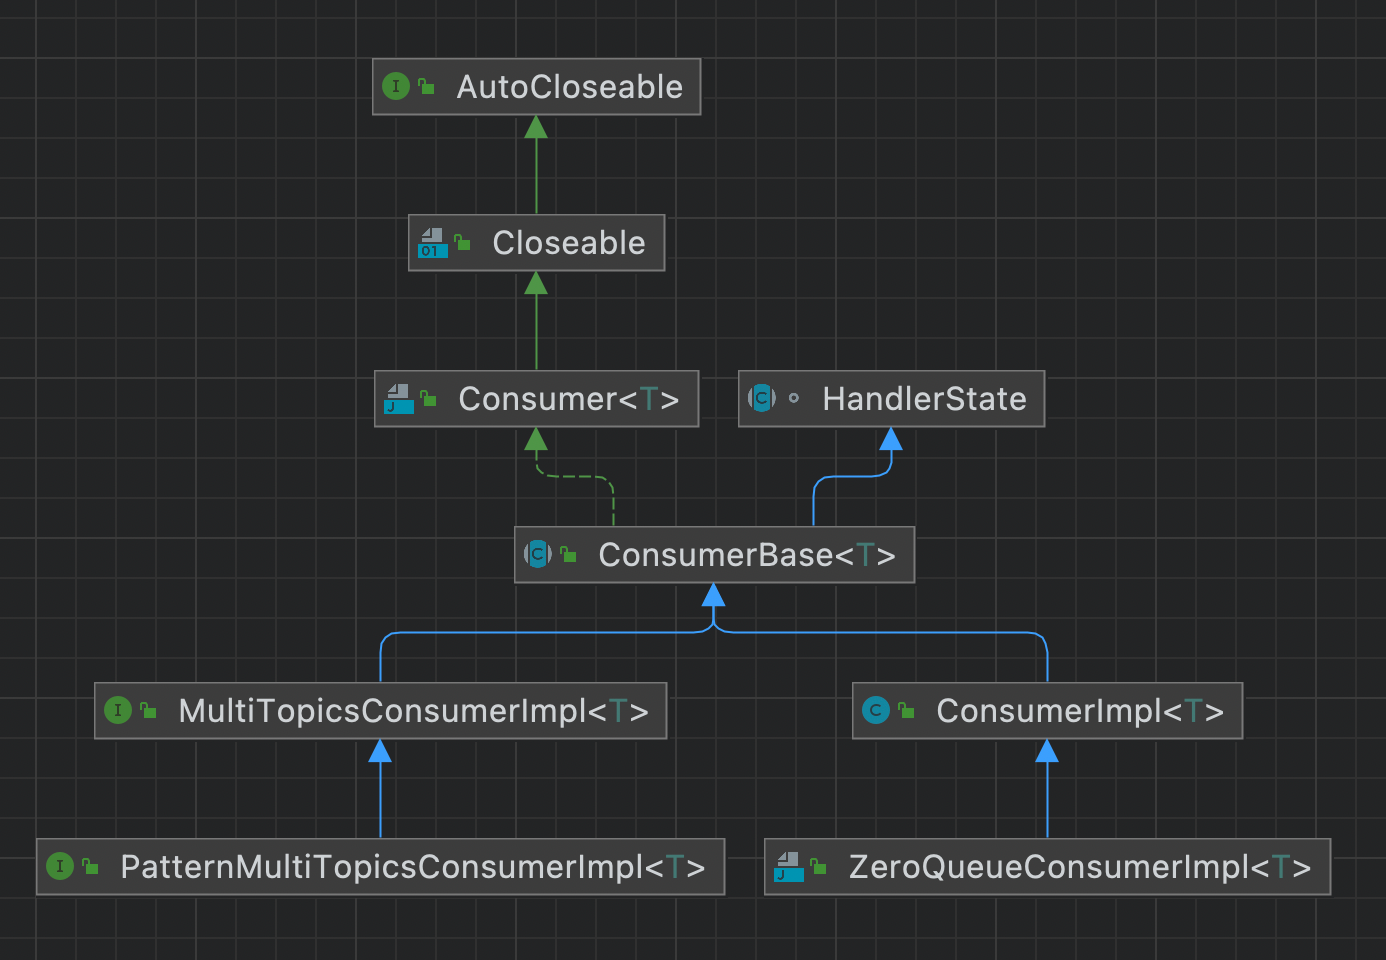 I AutoCloseable
01 Closeable
J Consumer<T>
C HandlerState
C ConsumerBase<T>
I MultiTopicsConsumerImpl<T>
C ConsumerImpl<T>
I PatternMultiTopicsConsumerImpl<T>
J ZeroQueueConsumerImpl<T>